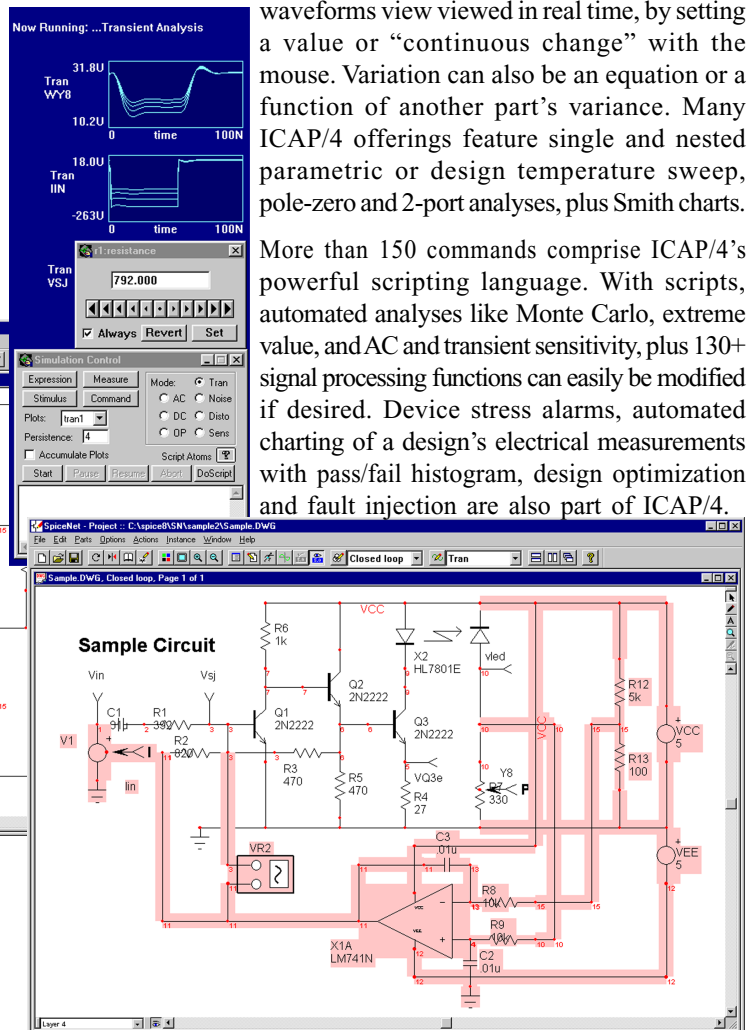 waveforms view viewed in real time, by setting
a value or “continuous change” with the
mouse. Variation can also be an equation or a
function of another part’s variance. Many
ICAP/4 offerings feature single and nested
parametric or design temperature sweep,
pole-zero and 2-port analyses, plus Smith charts.
More than 150 commands comprise ICAP/4’s
powerful scripting language. With scripts,
automated analyses like Monte Carlo, extreme
value, and AC and transient sensitivity, plus 130+
signal processing functions can easily be modified
if desired. Device stress alarms, automated
charting of a design’s electrical measurements
with pass/fail histogram, design optimization
and fault injection are also part of ICAP/4.
Now Running: ...Transient Analysis
31.8U
Tran
WY8
10.2U
0 time 100N
18.0U
Tran
IIN
-263U
0 time 100N
Tran
VSJ
r1:resistance
792.000
Always Revert Set
Simulation Control
Expression Measure
Stimulus Command
Mode: Tran
AC Noise
DC Disto
OP Sens
Plots: tran1
Persistence: 4
Accumulate Plots
Script Atoms ?
Start Pause Resume Abort DoScript
SpiceNet - Project :: C:\spice8\SN\sample2\Sample.DWG
File Edit Parts Options Actions Instance Window Help
Closed loop Tran
Sample.DWG, Closed loop, Page 1 of 1
Sample Circuit
VCC
R6
1k
X2
HL7801E
vled
Vin
Vsj
Q2
2N2222
R12
5k
C1
R1
Q1
2N2222
Q3
2N2222
V1
I
Iin
R2
820
R3
470
R5
470
VQ3e
R4
27
Y8
P
R7
330
VCC
R13
100
VCC
5
VR2
C3
.01u
VEE
5
R8
10k
R9
10k
VCC
VEE
X1A
LM741N
C2
.01u
Layer 4